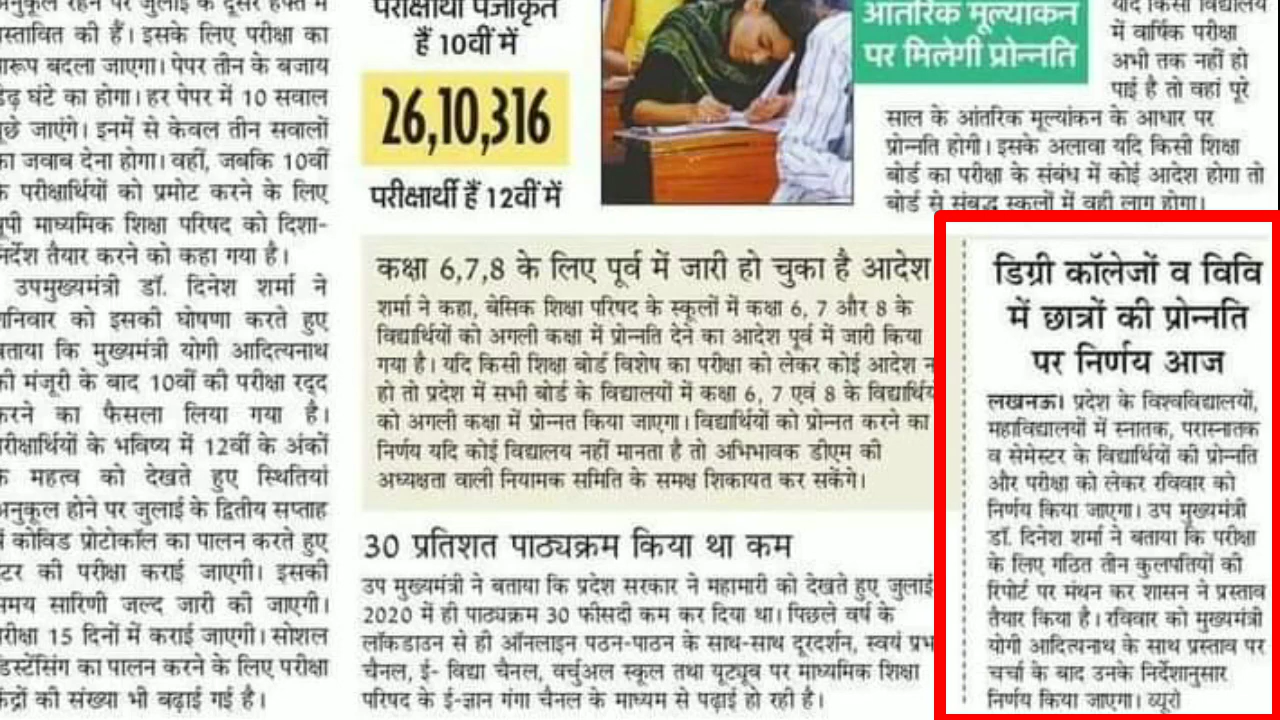 अनुकूल रहने पर जुलाई के दूसरे हफ्ते में
प्रस्तावित की हैं। इसके लिए परीक्षा का
प्रारूप बदला जाएगा। पेपर तीन के बजाय
डेढ़ घंटे का होगा। हर पेपर में 10 सवाल
पूछे जाएंगे। इनमें से केवल तीन सवालों
का जवाब देना होगा। वहीं, जबकि 10वीं
के परीक्षार्थियों को प्रमोट करने के लिए
यूपी माध्यमिक शिक्षा परिषद को दिशा-
निर्देश तैयार करने को कहा गया है।
उपमुख्यमंत्री डॉ. दिनेश शर्मा ने
शनिवार को इसकी घोषणा करते हुए
बताया कि मुख्यमंत्री योगी आदित्यनाथ
की मंजूरी के बाद 10वीं की परीक्षा रद्द
करने का फैसला लिया गया है।
परीक्षार्थियों के भविष्य में 12वीं के अंकों
के महत्व को देखते हुए स्थितियां
अनुकूल होने पर जुलाई के द्वितीय सप्ताह
में कोविड प्रोटोकॉल का पालन करते हुए
इंटर की परीक्षा कराई जाएगी। इसकी
समय सारिणी जल्द जारी की जाएगी।
परीक्षा 15 दिनों में कराई जाएगी। सोशल
डिस्टेंसिंग का पालन करने के लिए परीक्षा
केंद्रों की संख्या भी बढ़ाई गई है।
परीक्षार्थी पंजीकृत
हैं 10वीं में
26,10,316
परीक्षार्थी हैं 12वीं में
आंतरिक मूल्यांकन
पर मिलेगी प्रोन्नति
यदि किसी विद्यालय
में वार्षिक परीक्षा
अभी तक नहीं हो
पाई है तो वहां पूरे
साल के आंतरिक मूल्यांकन के आधार पर
प्रोन्नति होगी। इसके अलावा यदि किसी शिक्षा
बोर्ड का परीक्षा के संबंध में कोई आदेश होगा तो
बोर्ड से संबद्ध स्कूलों में वही लागू होगा।
कक्षा 6,7,8 के लिए पूर्व में जारी हो चुका है आदेश
शर्मा ने कहा, बेसिक शिक्षा परिषद के स्कूलों में कक्षा 6, 7 और 8 के
विद्यार्थियों को अगली कक्षा में प्रोन्नति देने का आदेश पूर्व में जारी किया
गया है। यदि किसी शिक्षा बोर्ड विशेष का परीक्षा को लेकर कोई आदेश न
हो तो प्रदेश में सभी बोर्ड के विद्यालयों में कक्षा 6, 7 एवं 8 के विद्यार्थियों
को अगली कक्षा में प्रोन्नत किया जाएगा। विद्यार्थियों को प्रोन्नत करने का
निर्णय यदि कोई विद्यालय नहीं मानता है तो अभिभावक डीएम की
अध्यक्षता वाली नियामक समिति के समक्ष शिकायत कर सकेंगे।
30 प्रतिशत पाठ्यक्रम किया था कम
उप मुख्यमंत्री ने बताया कि प्रदेश सरकार ने महामारी को देखते हुए जुलाई
2020 में ही पाठ्यक्रम 30 फीसदी कम कर दिया था। पिछले वर्ष के
लॉकडाउन से ही ऑनलाइन पठन-पाठन के साथ-साथ दूरदर्शन, स्वयं प्रभ
चैनल, ई- विद्या चैनल, वर्चुअल स्कूल तथा यूट्यूब पर माध्यमिक शिक्षा
परिषद के ई-ज्ञान गंगा चैनल के माध्यम से पढ़ाई हो रही है।
डिग्री कॉलेजों व विवि
में छात्रों की प्रोन्नति
पर निर्णय आज
लखनऊ। प्रदेश के विश्वविद्यालयों,
महाविद्यालयों में स्नातक, परास्नातक
व सेमेस्टर के विद्यार्थियों की प्रोन्नति
और परीक्षा को लेकर रविवार को
निर्णय किया जाएगा। उप मुख्यमंत्री
डॉ. दिनेश शर्मा ने बताया कि परीक्षा
के लिए गठित तीन कुलपतियों की
रिपोर्ट पर मंथन कर शासन ने प्रस्ताव
तैयार किया है। रविवार को मुख्यमंत्री
योगी आदित्यनाथ के साथ प्रस्ताव पर
चर्चा के बाद उनके निर्देशानुसार
निर्णय किया जाएगा। ब्यूरो